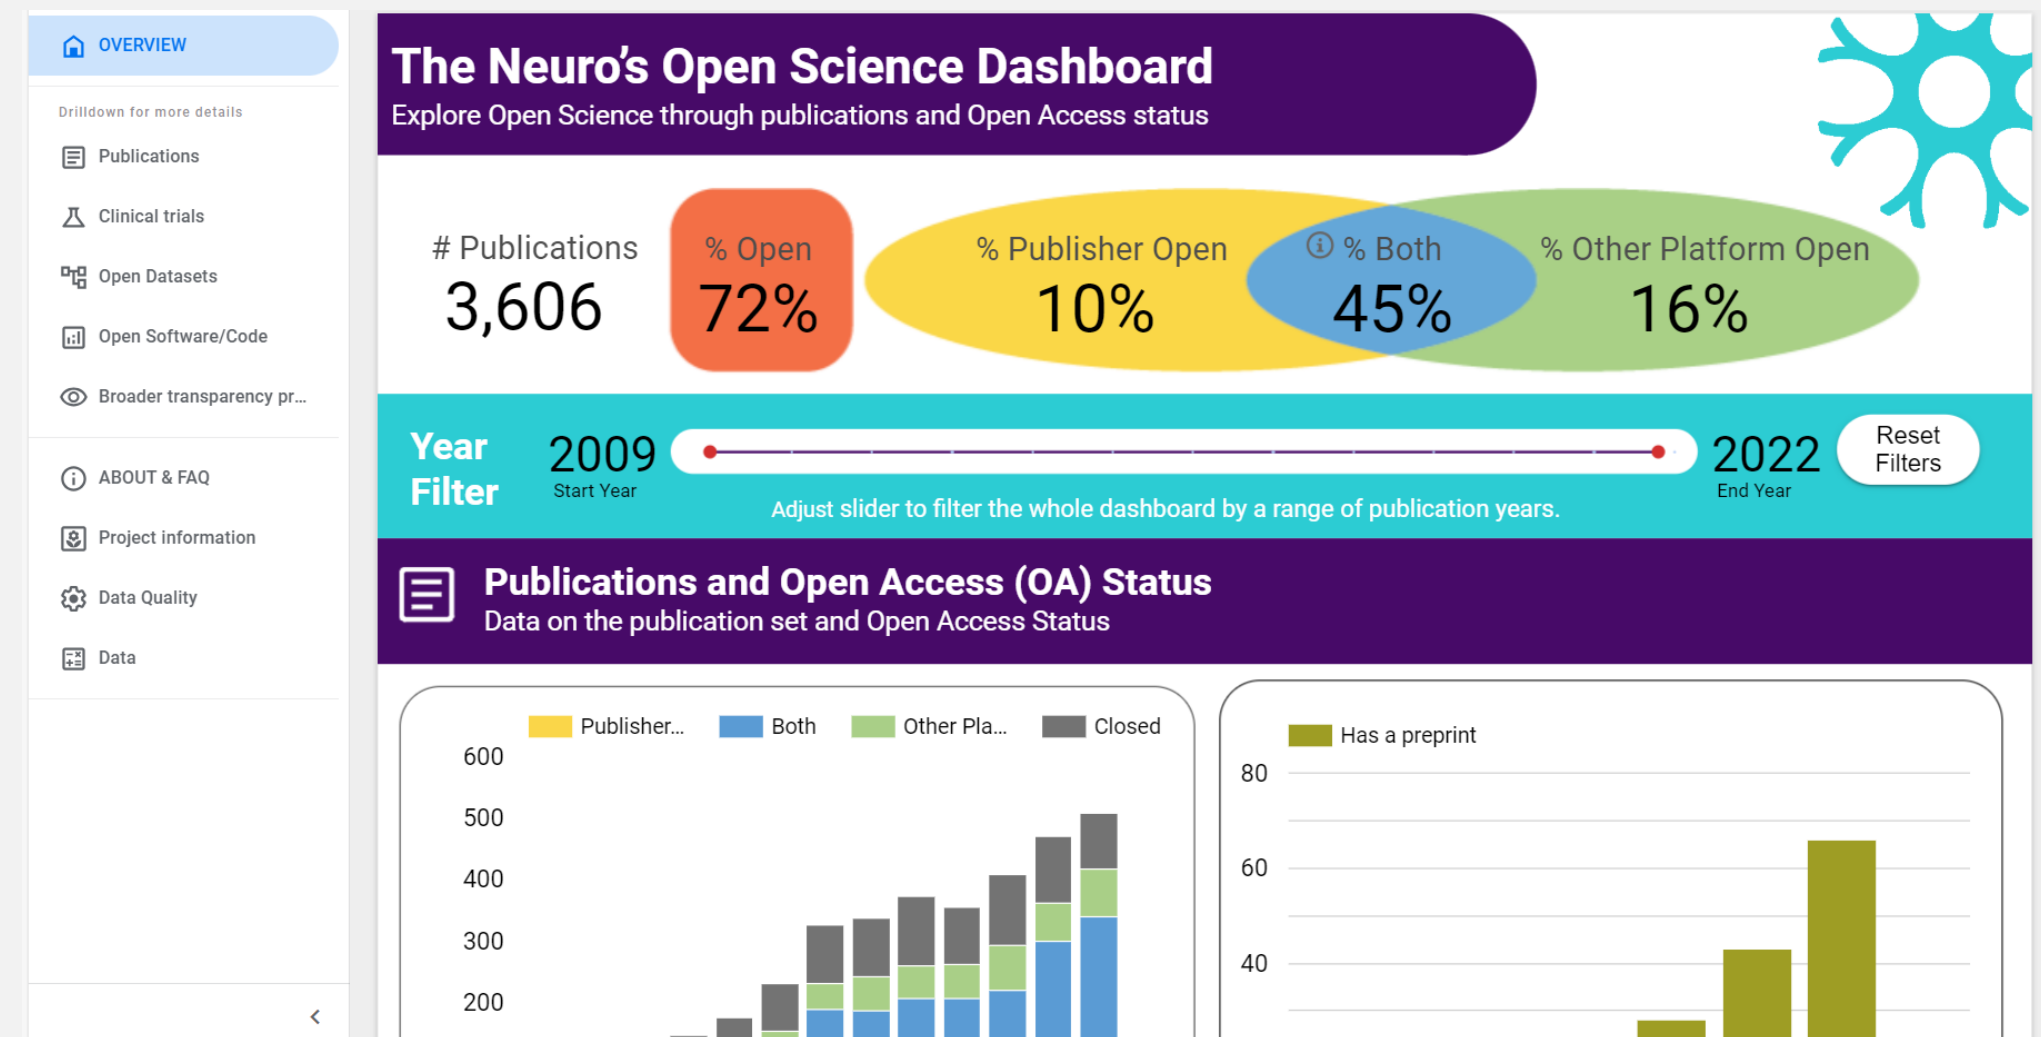 OVERVIEW
Drilldown for more details
Publications
Clinical trials
Open Datasets
Open Software/Code
Broader transparency pr...
ABOUT & FAQ
Project information
Data Quality
Data
The Neuro’s Open Science Dashboard
Explore Open Science through publications and Open Access status
# Publications
3,606
% Open
72%
% Publisher Open
10%
% Both
45%
% Other Platform Open
16%
Year
Filter
2009
Start Year
Adjust slider to filter the whole dashboard by a range of publication years.
2022
End Year
Reset
Filters
Publications and Open Access (OA) Status
Data on the publication set and Open Access Status
Publisher... Both Other Pla... Closed
600
500
400
300
200
Has a preprint
80
60
40